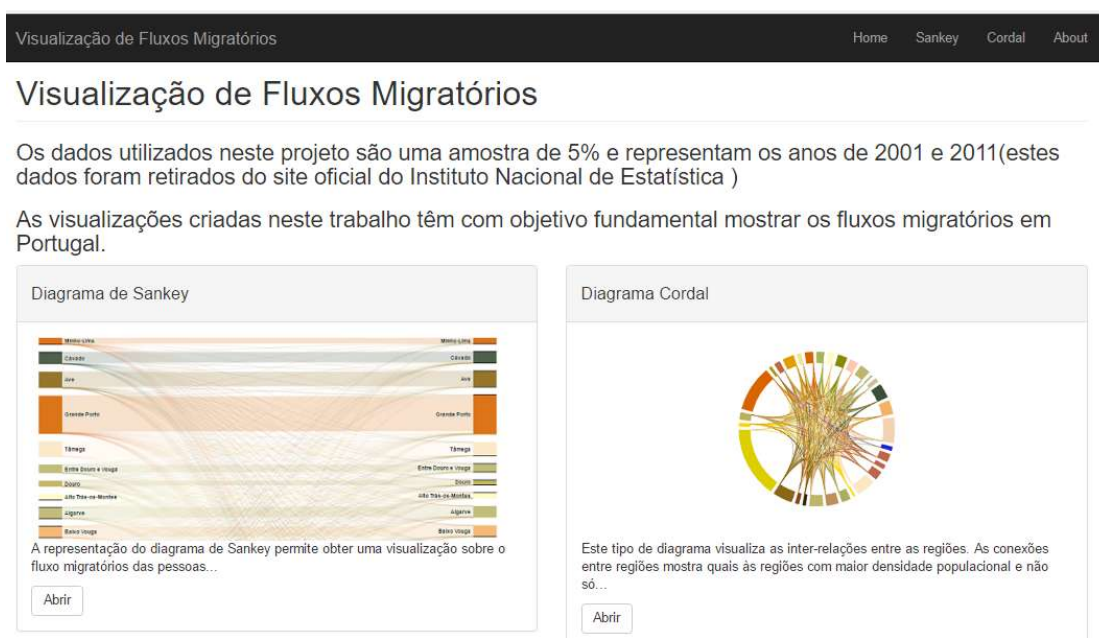 Visualização de Fluxos Migratórios
Home Sankey Cordal About
Visualização de Fluxos Migratórios
Os dados utilizados neste projeto são uma amostra de 5% e representam os anos de 2001 e 2011(estes
dados foram retirados do site oficial do Instituto Nacional de Estatística )
As visualizações criadas neste trabalho têm com objetivo fundamental mostrar os fluxos migratórios em
Portugal.
Diagrama de Sankey
Minho-Lima Minho-Lima
Cávado Cávado
Ave Ave
Grande Porto Grande Porto
Tâmega Tâmega
Entre Douro e Vouga Entre Douro e Vouga
Douro Douro
Alto Trás-os-Montes Alto Trás-os-Montes
Algarve Algarve
Baixo Vouga Baixo Vouga
A representação do diagrama de Sankey permite obter uma visualização sobre o
fluxo migratórios das pessoas...
Abrir
Diagrama Cordal
Este tipo de diagrama visualiza as inter-relações entre as regiões. As conexões
entre regiões mostra quais às regiões com maior densidade populacional e não
só...
Abrir